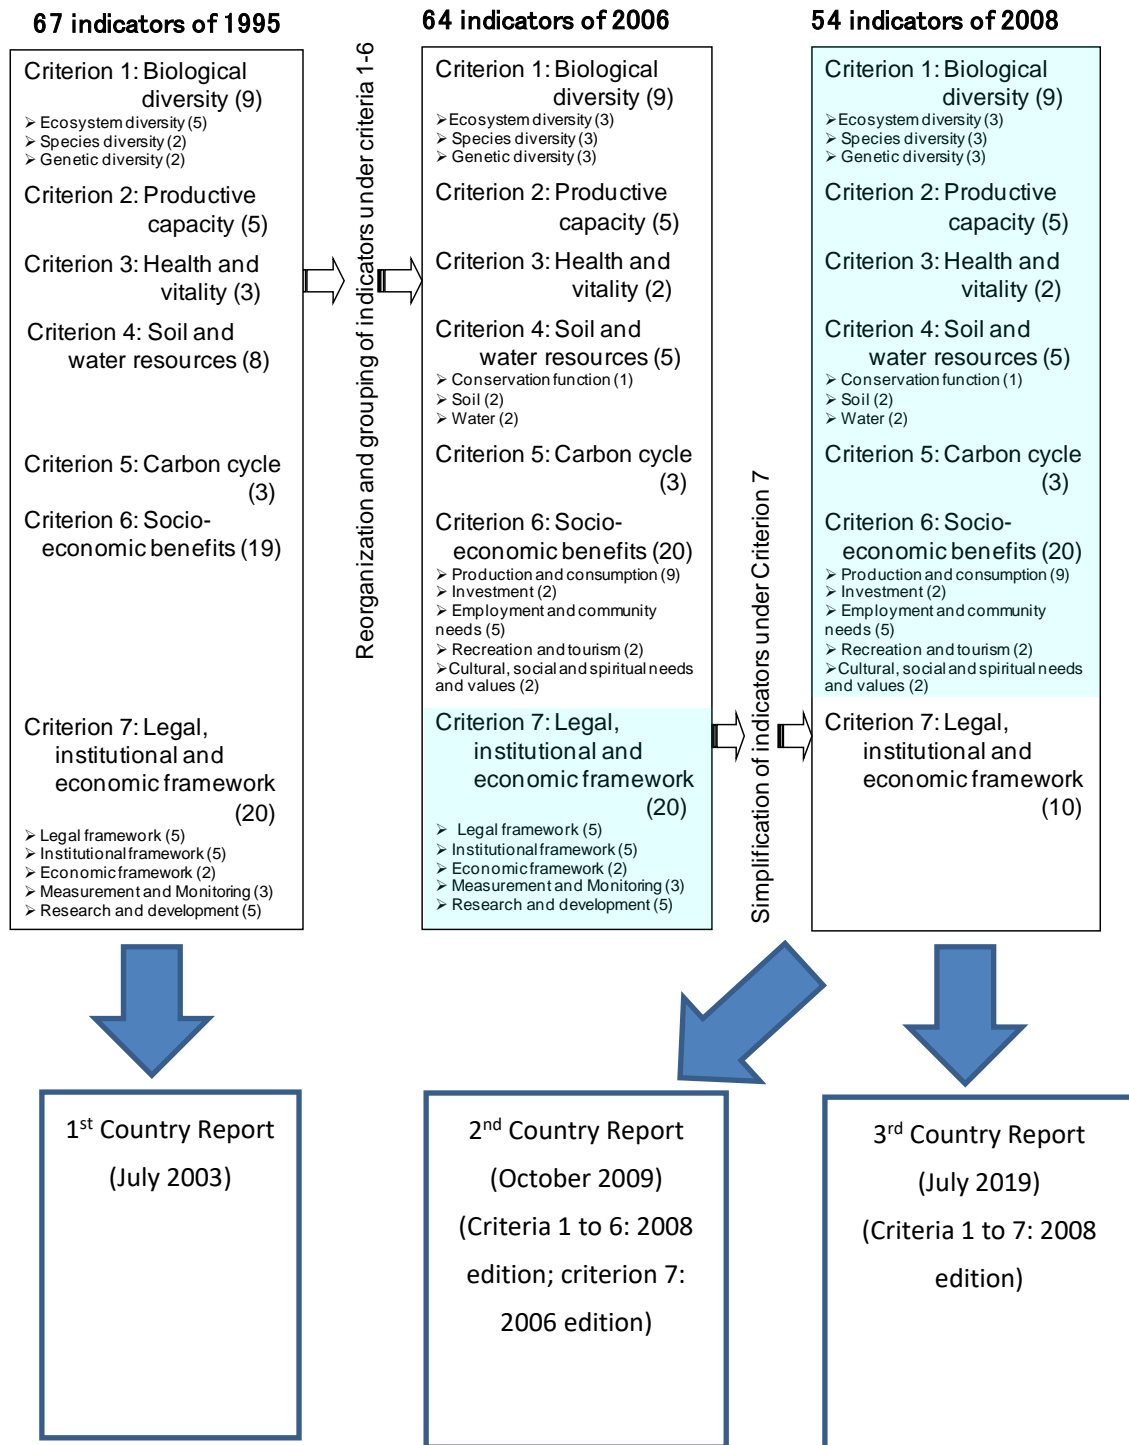 67 indicators of 1995
Criterion 1: Biological
diversity (9)
➢ Ecosystem diversity (5)
➢ Species diversity (2)
➢ Genetic diversity (2)
Criterion 2: Productive
capacity (5)
Criterion 3: Health and
vitality (3)
Criterion 4: Soil and
water resources (8)
Criterion 5: Carbon cycle
(3)
Criterion 6: Socio-
economic benefits (19)
Criterion 7: Legal,
institutional and
economic framework
(20)
➢ Legal framework (5)
➢ Institutional framework (5)
➢ Economic framework (2)
➢ Measurement and Monitoring (3)
➢ Research and development (5)
Reorganization and grouping of indicators under criteria 1-6
64 indicators of 2006
Criterion 1: Biological
diversity (9)
➢Ecosystem diversity (3)
➢ Species diversity (3)
➢ Genetic diversity (3)
Criterion 2: Productive
capacity (5)
Criterion 3: Health and
vitality (2)
Criterion 4: Soil and
water resources (5)
➢ Conservation function (1)
➢ Soil (2)
➢ Water (2)
Criterion 5: Carbon cycle
(3)
Criterion 6: Socio-
economic benefits (20)
➢ Production and consumption (9)
➢ Investment (2)
➢ Employment and community
needs (5)
➢ Recreation and tourism (2)
➢Cultural, social and spiritual needs
and values (2)
Criterion 7: Legal,
institutional and
economic framework
(20)
➢ Legal framework (5)
➢ Institutional framework (5)
➢ Economic framework (2)
➢ Measurement and Monitoring (3)
➢ Research and development (5)
Simplification of indicators under Criterion 7
54 indicators of 2008
Criterion 1: Biological
diversity (9)
➢Ecosystem diversity (3)
➢ Species diversity (3)
➢ Genetic diversity (3)
Criterion 2: Productive
capacity (5)
Criterion 3: Health and
vitality (2)
Criterion 4: Soil and
water resources (5)
➢ Conservation function (1)
➢ Soil (2)
➢ Water (2)
Criterion 5: Carbon cycle
(3)
Criterion 6: Socio-
economic benefits (20)
➢ Production and consumption (9)
➢ Investment (2)
➢ Employment and community
needs (5)
➢ Recreation and tourism (2)
➢Cultural, social and spiritual needs
and values (2)
Criterion 7: Legal,
institutional and
economic framework
(10)
1st Country Report
(July 2003)
2nd Country Report
(October 2009)
(Criteria 1 to 6: 2008
edition; criterion 7:
2006 edition)
3rd Country Report
(July 2019)
(Criteria 1 to 7: 2008
edition)